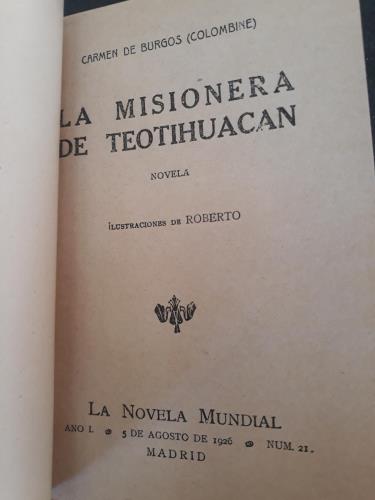 CARMEN DE BURGOS (COLOMBINE)
LA MISIONERA
DE TEOTIHUACAN
NOVELA
ILUSTRACIONES DE ROBERTO
LA NOVELA MUNDIAL
AÑO I. 5 DE AGOSTO DE 1926 NUM. 21.
MADRID